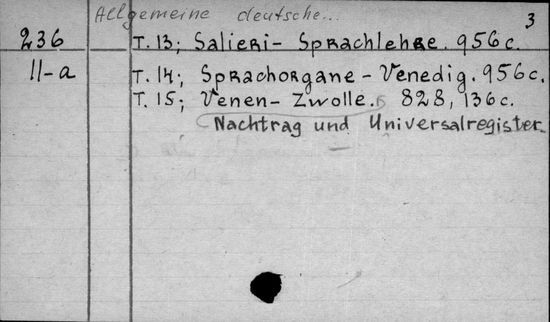 Allgemeine deutsche...
3
236 T. 13; Salieri- Sprachlehre. 956 c.
II-a T. 14; Sprachorgane - Venedig. 956 c.
T. 15; Venen- Zwolle. 828, 136 c.
Nachtrag und Universalregister.